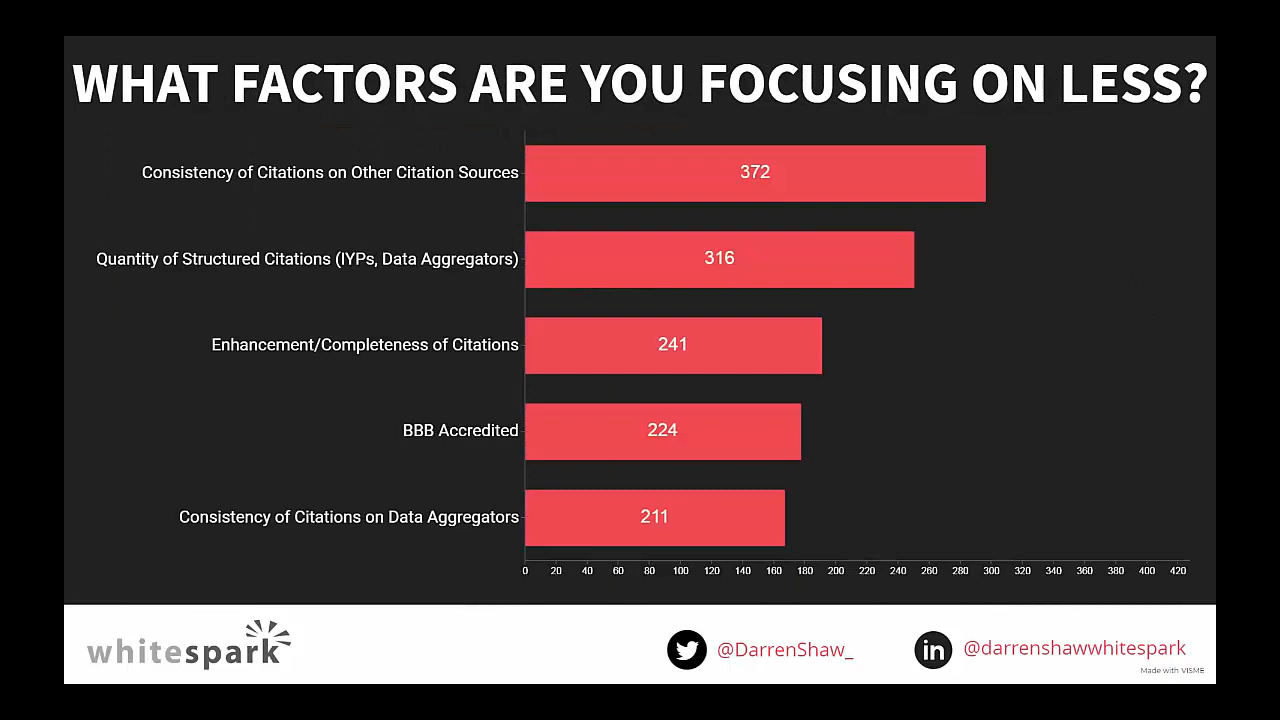 WHAT FACTORS ARE YOU FOCUSING ON LESS?
Consistency of Citations on Other Citation Sources
372
Quantity of Structured Citations (IYPs, Data Aggregators)
316
Enhancement/Completeness of Citations
241
BBB Accredited
224
Consistency of Citations on Data Aggregators
211
0 20 40 60 80 100 120 140 160 180 200 220 240 260 280 300 320 340 360 380 400 420
whitespark
@DarrenShaw_
in @darrenshawwhitespark
Made with VISME